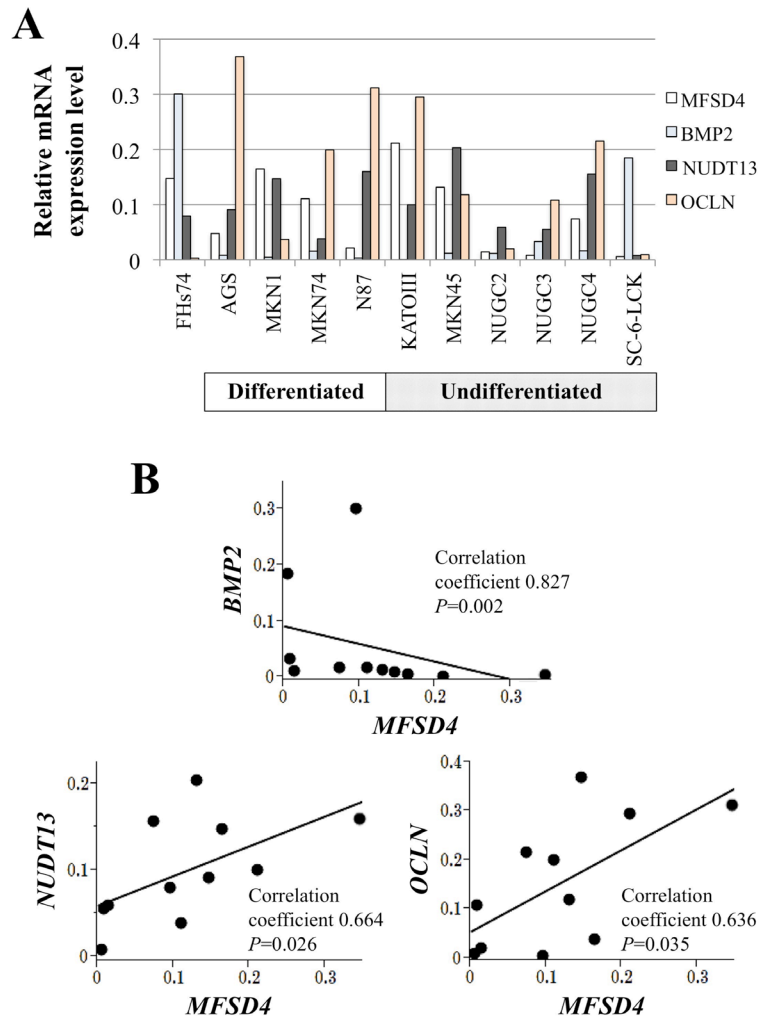 A
Relative mRNA
expression level
0.4
0.3
0.2
0.1
0
FHs74
AGS
MKN1
MKN74
N87
KATOIII
MKN45
NUGC2
NUGC3
NUGC4
SC-6-LCK
MFSD4
BMP2
NUDT13
OCLN
Differentiated
Undifferentiated
B
BMP2
0.3
0.2
0.1
0
Correlation
coefficient 0.827
P=0.002
0
0.1
0.2
0.3
MFSD4
NUDT13
0.2
0.1
0
Correlation
coefficient 0.664
P=0.026
0
0.1
0.2
0.3
MFSD4
OCLN
0.4
0.3
0.2
0.1
0
Correlation
coefficient 0.636
P=0.035
0
0.1
0.2
0.3
MFSD4